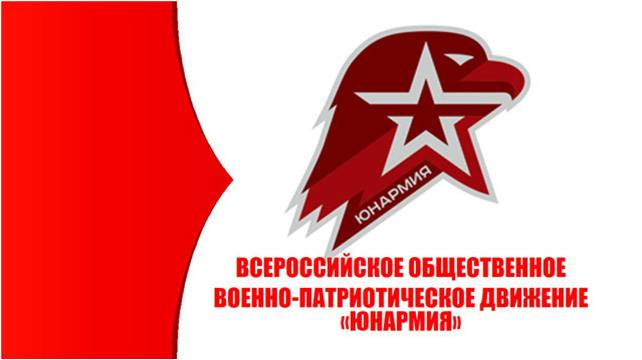 ЮНАРМИЯ
ВСЕРОССИЙСКОЕ ОБЩЕСТВЕННОЕ
ВОЕННО-ПАТРИОТИЧЕСКОЕ ДВИЖЕНИЕ
«ЮНАРМИЯ»